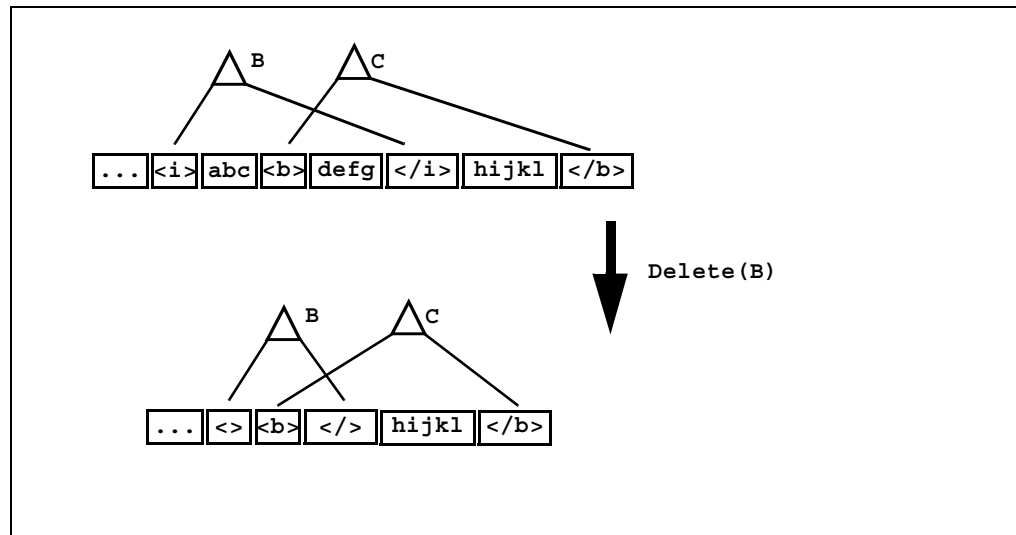 B C
... <i> abc <b> defg </i> hijkl </b>
Delete(B)
B C
... <> <b> </> hijkl </b>